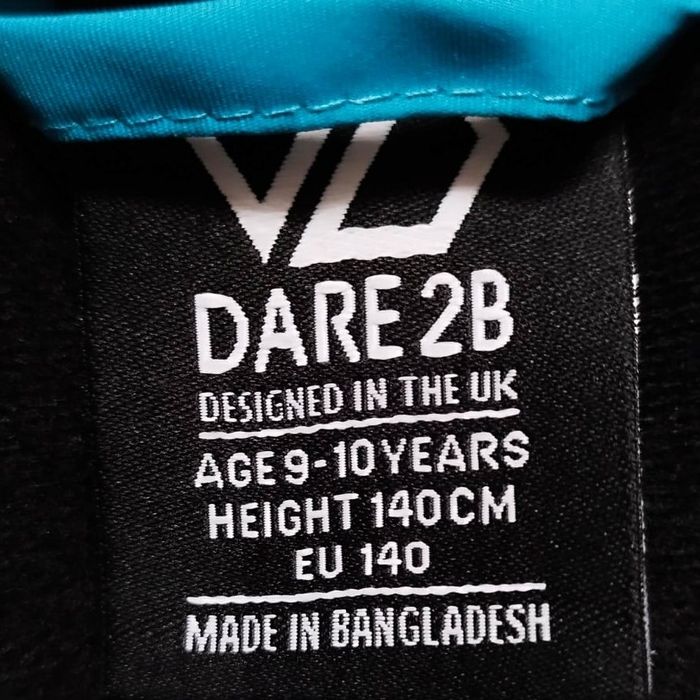 DARE 2B
DESIGNED IN THE UK
AGE 9-10 YEARS
HEIGHT 140 CM
EU 140
MADE IN BANGLADESH